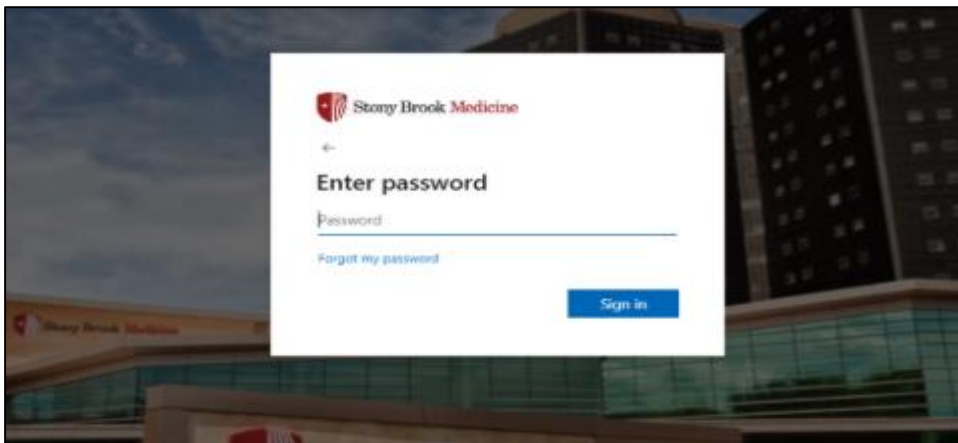 Stony Brook Medicine
←
Enter password
Password
Forgot my password
Sign in
Stony Brook Medicine